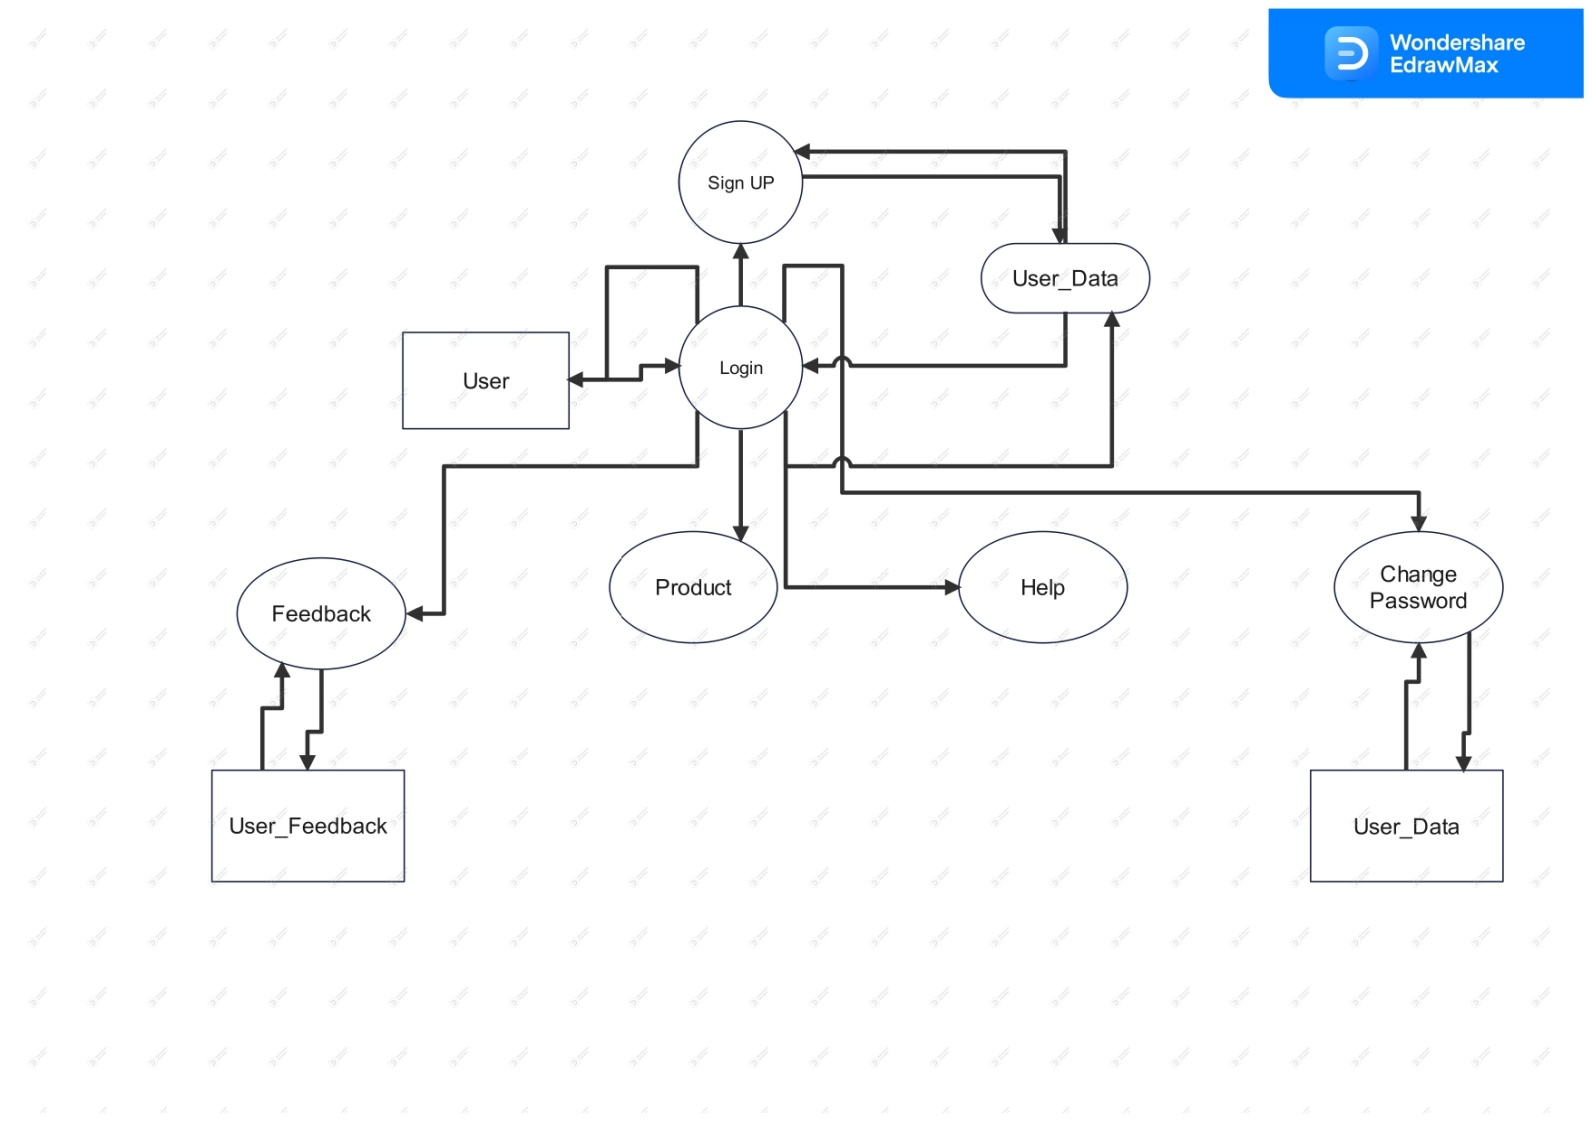 Wondershare
EdrawMax
Sign UP
User_Data
User
Login
Product
Help
Change
Password
Feedback
User_Feedback
User_Data